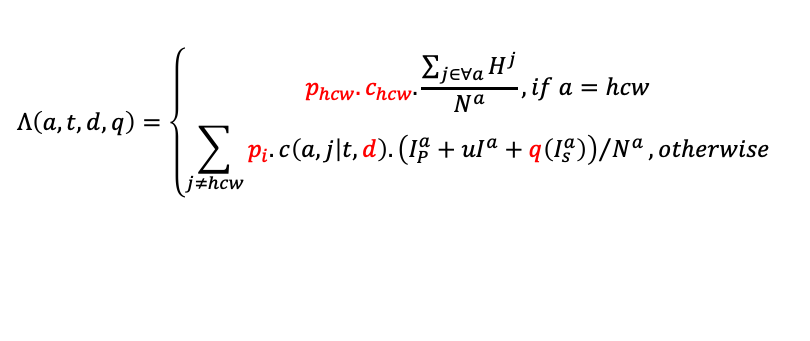 Λ(a, t, d, q) = { p_hcw. c_hcw. (∑_{j∈∀a} H^j) / N^a , if a = hcw
∑_{j≠hcw} p_i. c(a, j|t, d). (I_P^a + uI^a + q(I_s^a))/N^a , otherwise